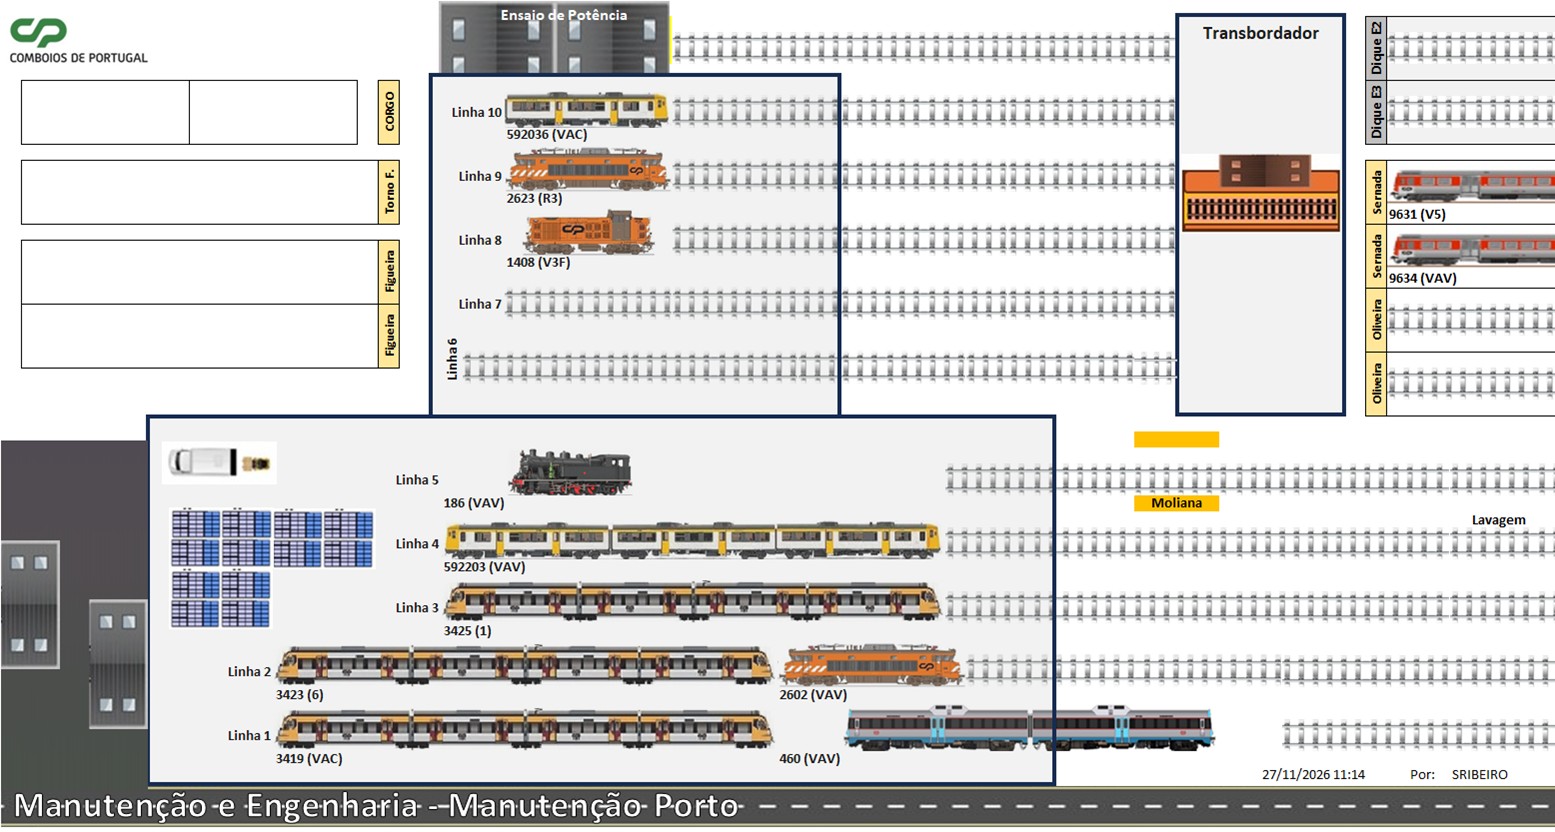 Ensaio de Potência
Transbordador
CP
COMBOIOS DE PORTUGAL
CORGO
Torno F.
Figueira
Figueira
Linha 10
592036 (VAC)
Linha 9
CP
2623 (R3)
Linha 8
CP
1408 (V3F)
Linha 7
Linha 6
Dique E2
Dique E3
Sernada
9631 (V5)
Sernada
9634 (VAV)
Oliveira
Oliveira
Linha 5
186 (VAV)
Moliana
Lavagem
Linha 4
592203 (VAV)
Linha 3
3425 (1)
Linha 2
3423 (6)
CP
2602 (VAV)
Linha 1
3419 (VAC)
460 (VAV)
27/11/2026 11:14 Por: SRIBEIRO
Manutenção e Engenharia - Manutenção Porto